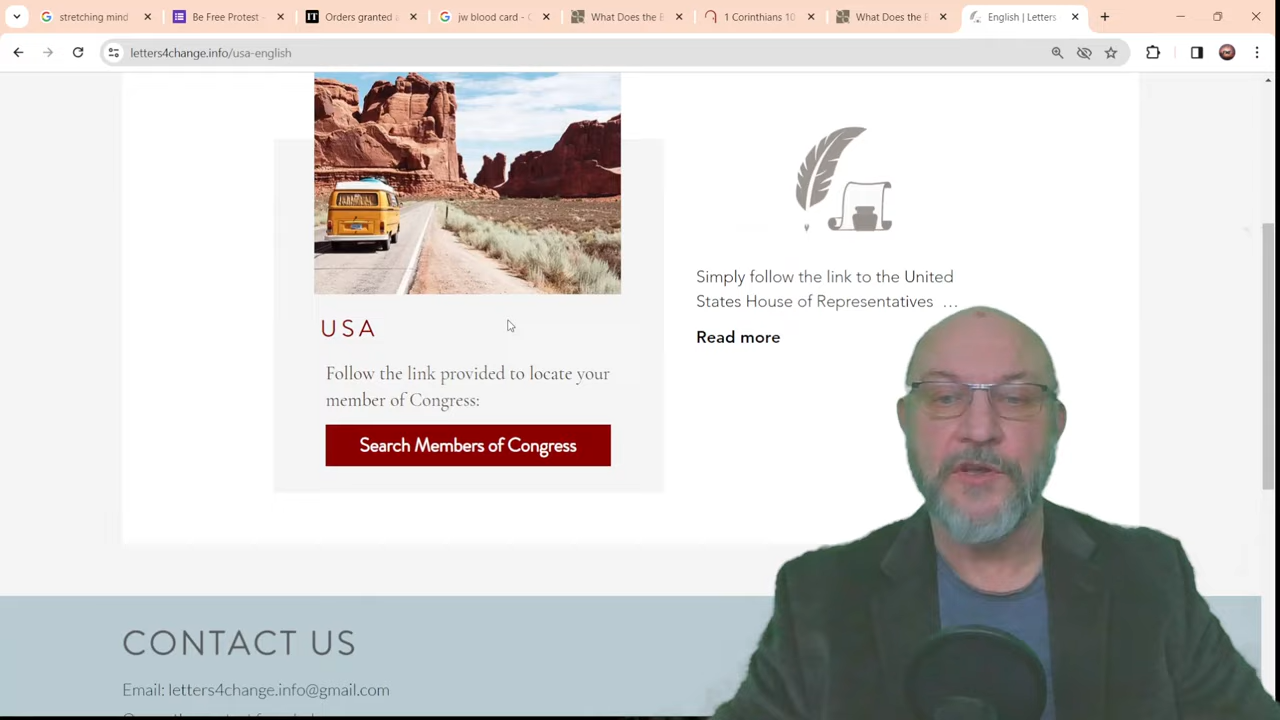 stretching mind
Be Free Protest –
Orders granted a
jw blood card - G
What Does the B
1 Corinthians 10
What Does the B
English | Letters
letters4change.info/usa-english
Simply follow the link to the United
States House of Representatives ...
Read more
USA
Follow the link provided to locate your
member of Congress:
Search Members of Congress
CONTACT US
Email: letters4change.info@gmail.com